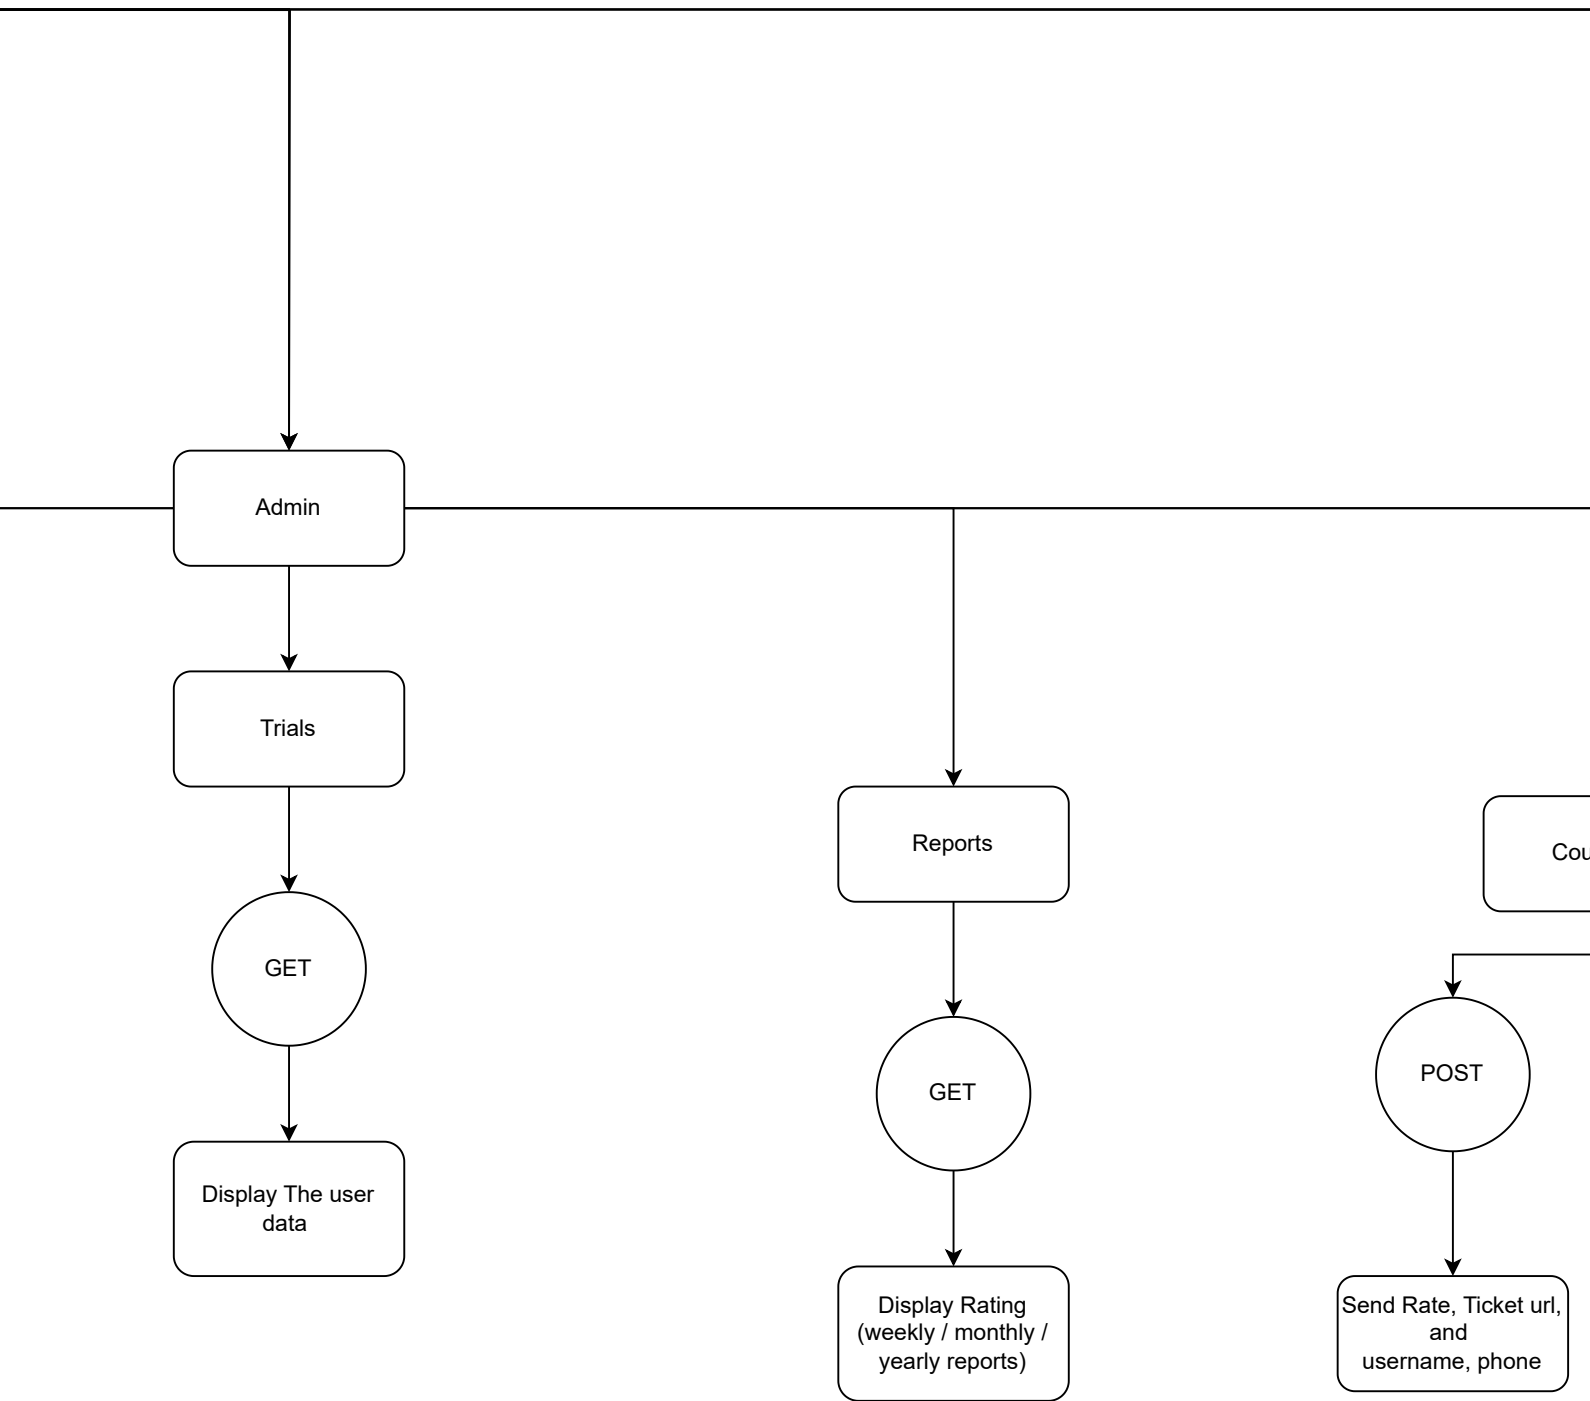 Admin
Trials
Reports
GET
GET
POST
Display The user
data
Display Rating
(weekly / monthly /
yearly reports)
Send Rate, Ticket url,
and
username, phone